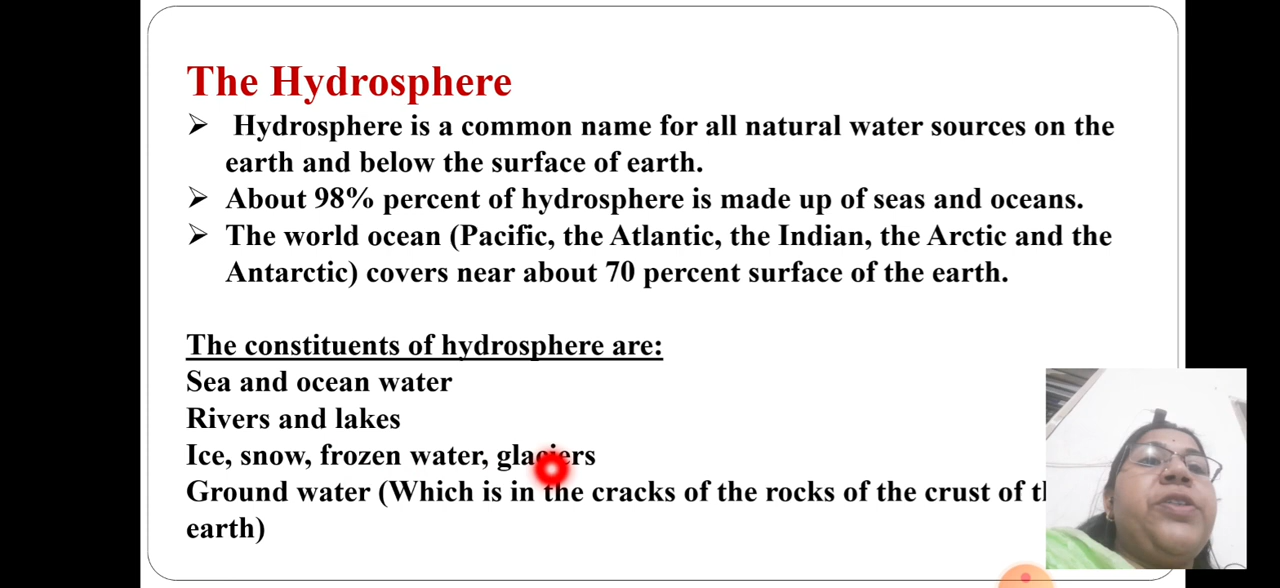 The Hydrosphere
➢ Hydrosphere is a common name for all natural water sources on the
earth and below the surface of earth.
➢ About 98% percent of hydrosphere is made up of seas and oceans.
➢ The world ocean (Pacific, the Atlantic, the Indian, the Arctic and the
Antarctic) covers near about 70 percent surface of the earth.
The constituents of hydrosphere are:
Sea and ocean water
Rivers and lakes
Ice, snow, frozen water, glaciers
Ground water (Which is in the cracks of the rocks of the crust of
earth)